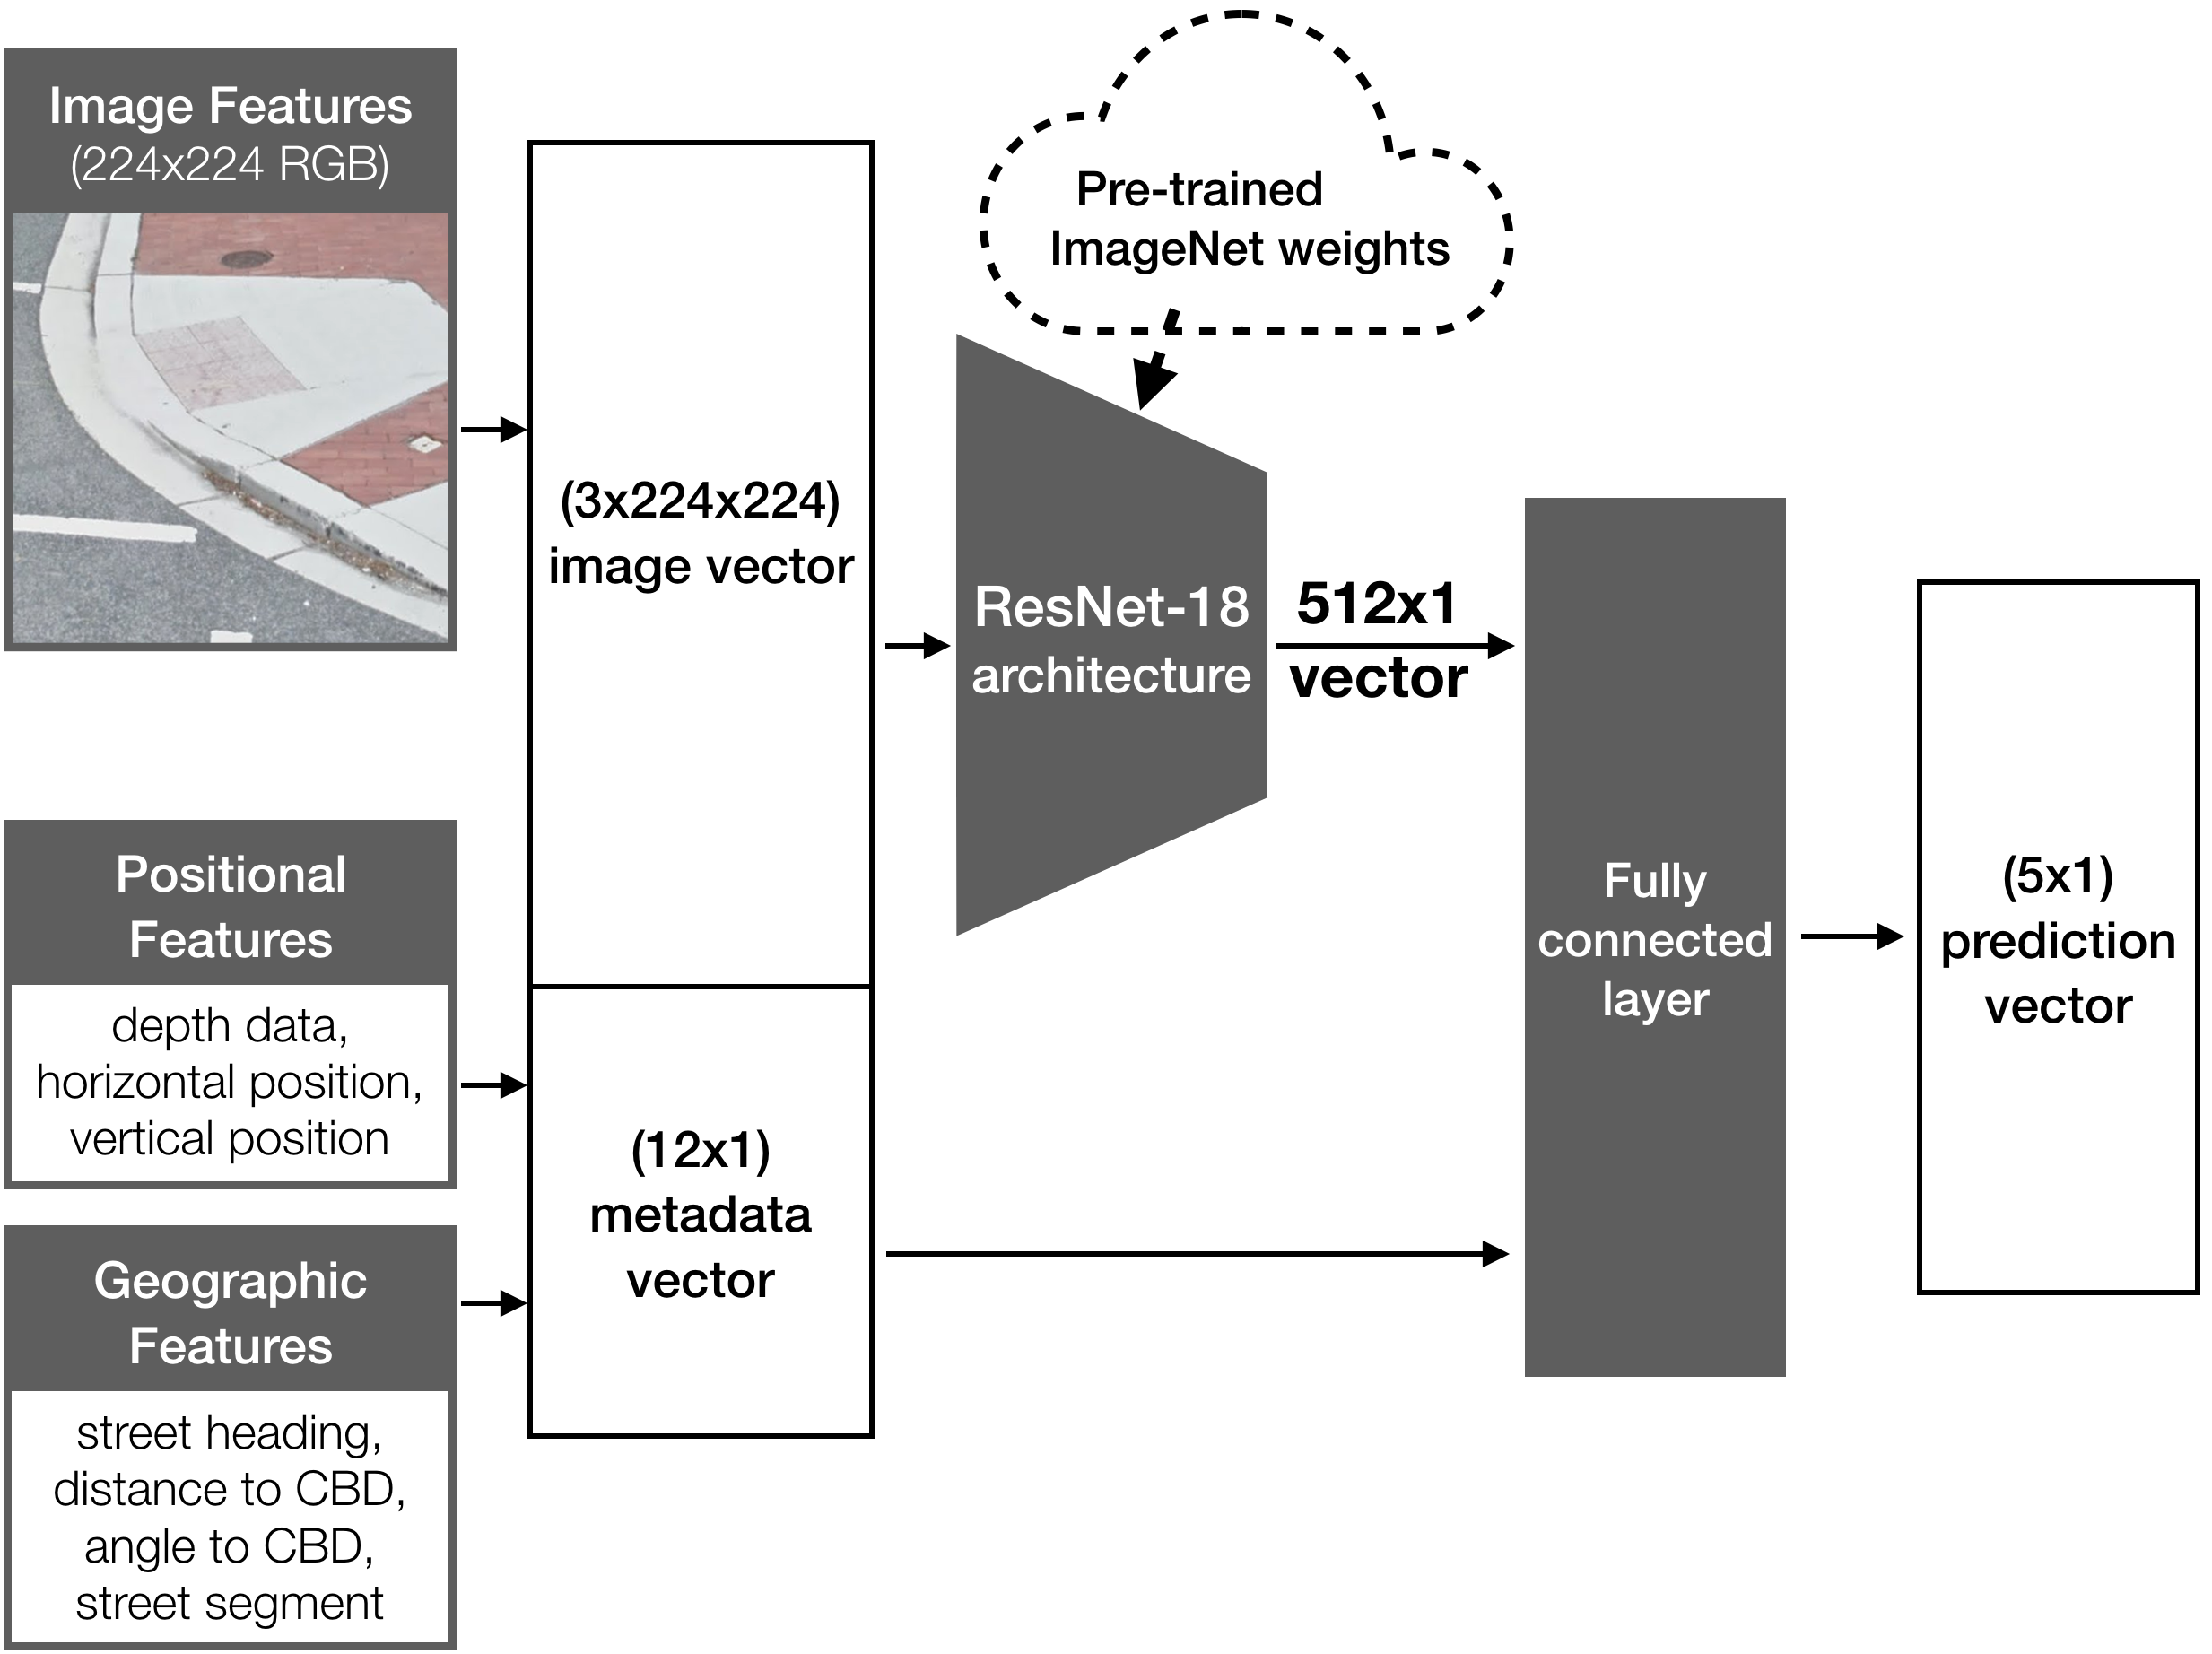 Image Features
(224x224 RGB)
Positional
Features
depth data,
horizontal position,
vertical position
Geographic
Features
street heading,
distance to CBD,
angle to CBD,
street segment
(3x224x224)
image vector
(12x1)
metadata
vector
Pre-trained
ImageNet weights
ResNet-18
architecture
512x1
vector
Fully
connected
layer
(5x1)
prediction
vector